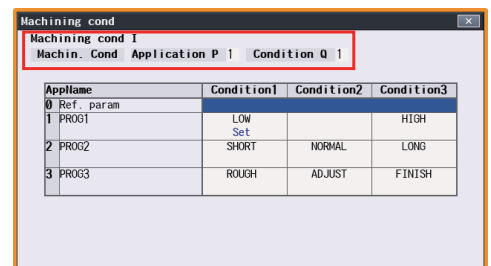 Machining cond
Machining cond I
Machin. Cond Application P 1 Condition Q 1
AppName Condition1 Condition2 Condition3
0 Ref. param
1 PROG1 LOW HIGH
Set
2 PROG2 SHORT NORMAL LONG
3 PROG3 ROUGH ADJUST FINISH